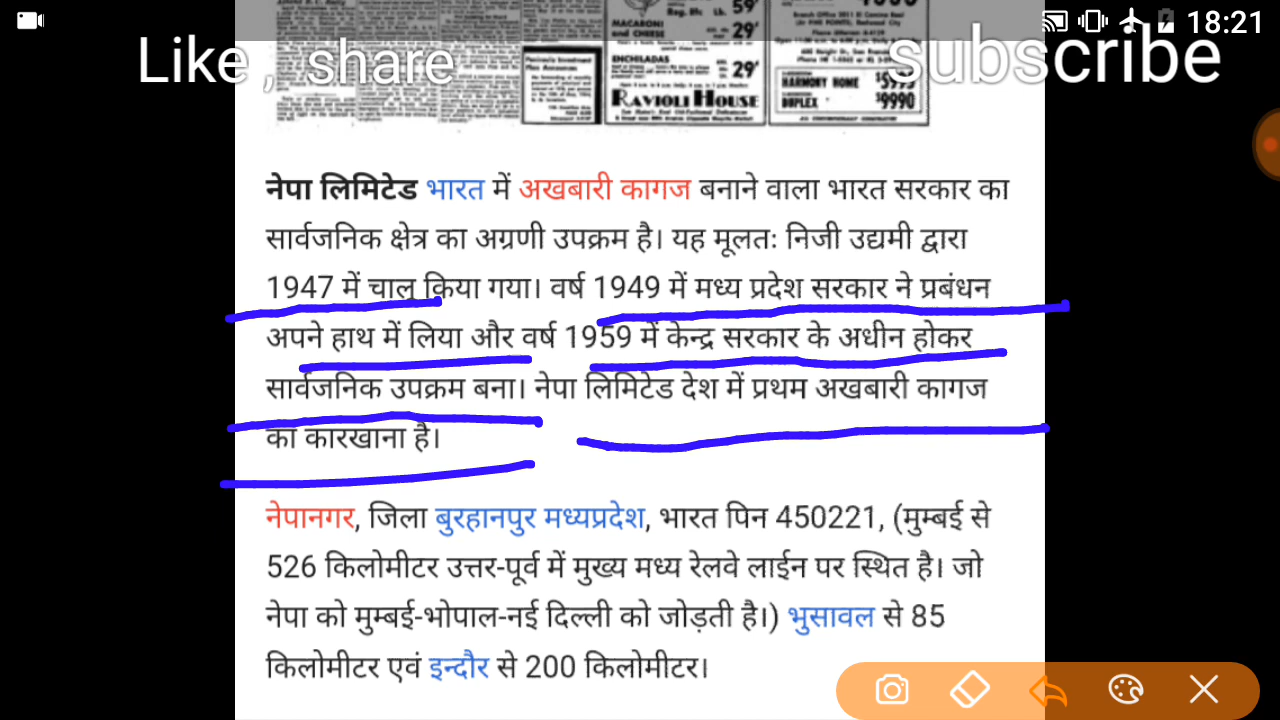 18:21
Like, share
subscribe
Reg. 8k Lk. 59¢
MACARONI
and CHEESE 29¢
ENCHILADAS 29¢
RAVIOLI HOUSE
HARMONY HOME
DUPLEX $9990
नेपा लिमिटेड भारत में अखबारी कागज बनाने वाला भारत सरकार का
सार्वजनिक क्षेत्र का अग्रणी उपक्रम है। यह मूलतः निजी उद्यमी द्वारा
1947 में चालू किया गया। वर्ष 1949 में मध्य प्रदेश सरकार ने प्रबंधन
अपने हाथ में लिया और वर्ष 1959 में केन्द्र सरकार के अधीन होकर
सार्वजनिक उपक्रम बना। नेपा लिमिटेड देश में प्रथम अखबारी कागज
का कारखाना है।
नेपानगर, जिला बुरहानपुर मध्यप्रदेश, भारत पिन 450221, (मुम्बई से
526 किलोमीटर उत्तर-पूर्व में मुख्य मध्य रेलवे लाईन पर स्थित है। जो
नेपा को मुम्बई-भोपाल-नई दिल्ली को जोड़ती है।) भुसावल से 85
किलोमीटर एवं इन्दौर से 200 किलोमीटर।